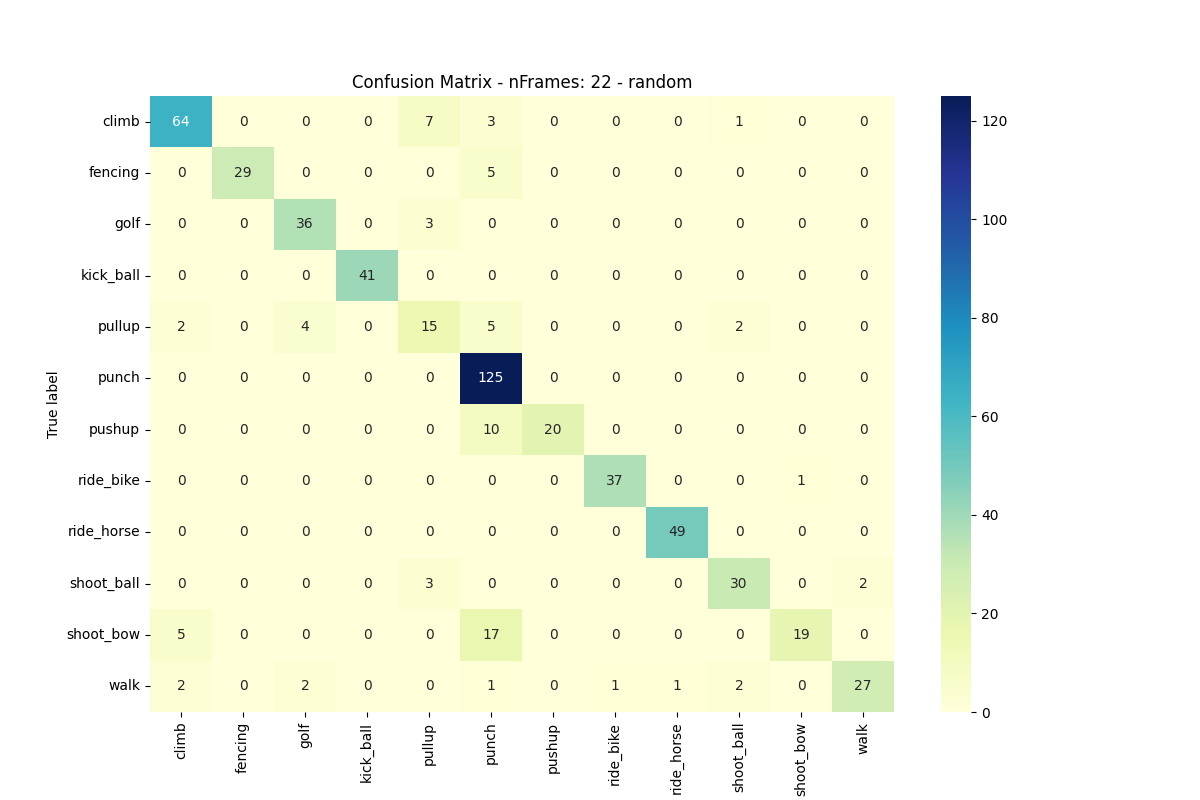 Confusion Matrix - nFrames: 22 - random
climb 64 0 0 0 7 3 0 0 0 1 0 0
fencing 0 29 0 0 0 5 0 0 0 0 0 0
golf 0 0 36 0 3 0 0 0 0 0 0 0
kick_ball 0 0 0 41 0 0 0 0 0 0 0 0
pullup 2 0 4 0 15 5 0 0 0 2 0 0
punch 0 0 0 0 0 125 0 0 0 0 0 0
pushup 0 0 0 0 0 10 20 0 0 0 0 0
ride_bike 0 0 0 0 0 0 0 37 0 0 1 0
ride_horse 0 0 0 0 0 0 0 0 49 0 0 0
shoot_ball 0 0 0 0 3 0 0 0 0 30 0 2
shoot_bow 5 0 0 0 0 17 0 0 0 0 19 0
walk 2 0 2 0 0 1 0 1 1 2 0 27
True label
climb fencing golf kick_ball pullup punch pushup ride_bike ride_horse shoot_ball shoot_bow walk
120
100
80
60
40
20
0